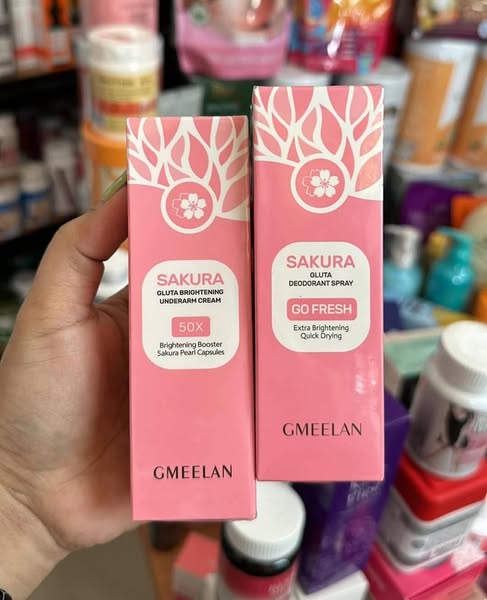 SAKURA
GLUTA BRIGHTENING
UNDERARM CREAM
50X
Brightening Booster
Sakura Pearl Capsules
GMEELAN
SAKURA
GLUTA
DEODORANT SPRAY
GO FRESH
Extra Brightening
Quick Drying
GMEELAN